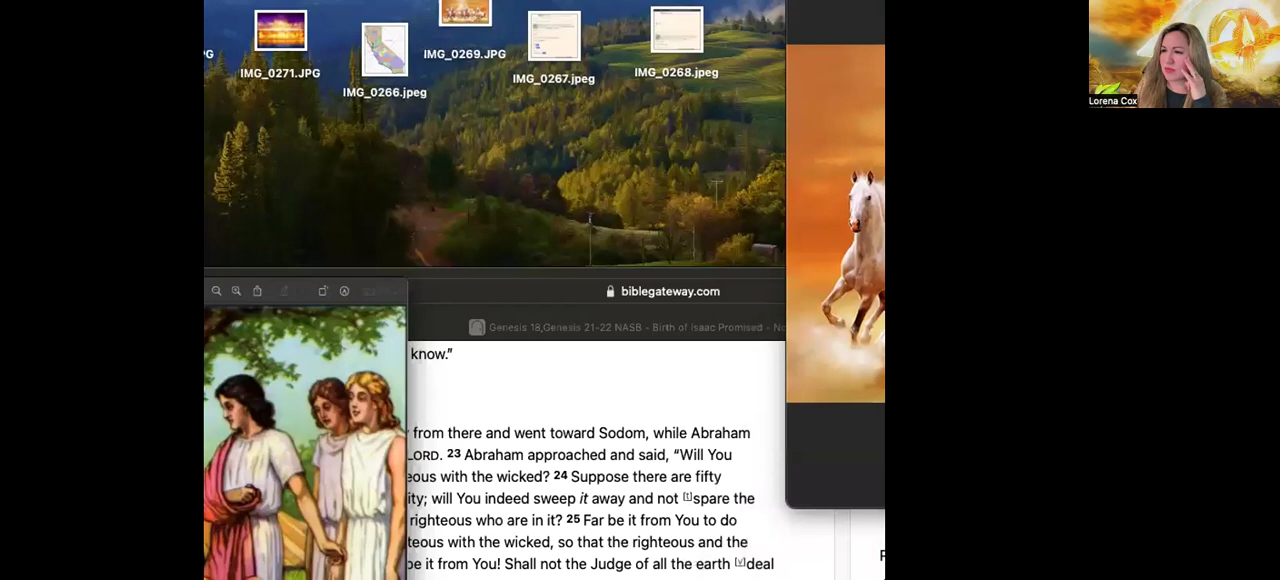 PG
IMG_0271.JPG
IMG_0266.jpeg
IMG_0269.JPG
IMG_0267.jpeg
IMG_0268.jpeg
Lorena Cox
biblegateway.com
Genesis 18,Genesis 21-22 NASB - Birth of Isaac Promised - No
know.”
from there and went toward Sodom, while Abraham
LORD. 23 Abraham approached and said, “Will You
eous with the wicked? 24 Suppose there are fifty
ity; will You indeed sweep it away and not [t]spare the
righteous who are in it? 25 Far be it from You to do
teous with the wicked, so that the righteous and the
be it from You! Shall not the Judge of all the earth [v]deal